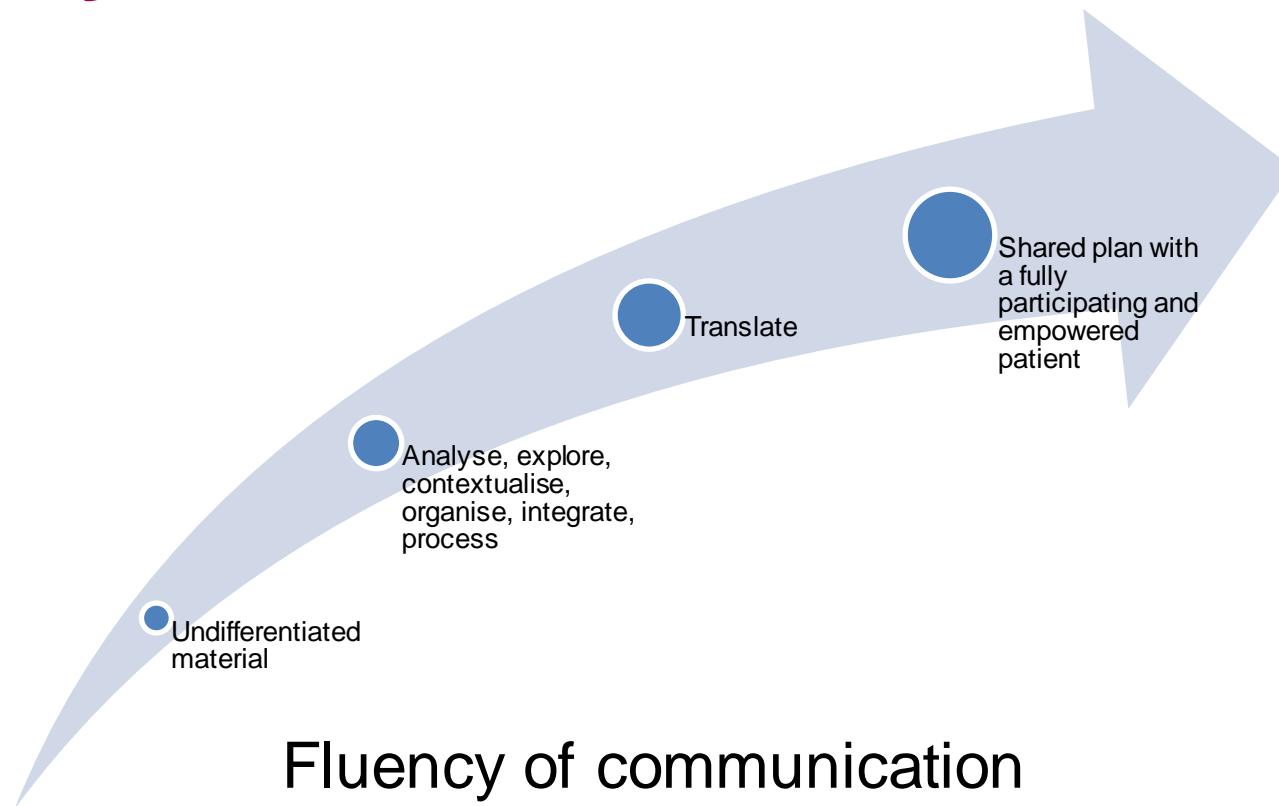 Shared plan with
a fully
participating and
empowered
patient
Translate
Analyse, explore,
contextualise,
organise, integrate,
process
Undifferentiated
material
Fluency of communication